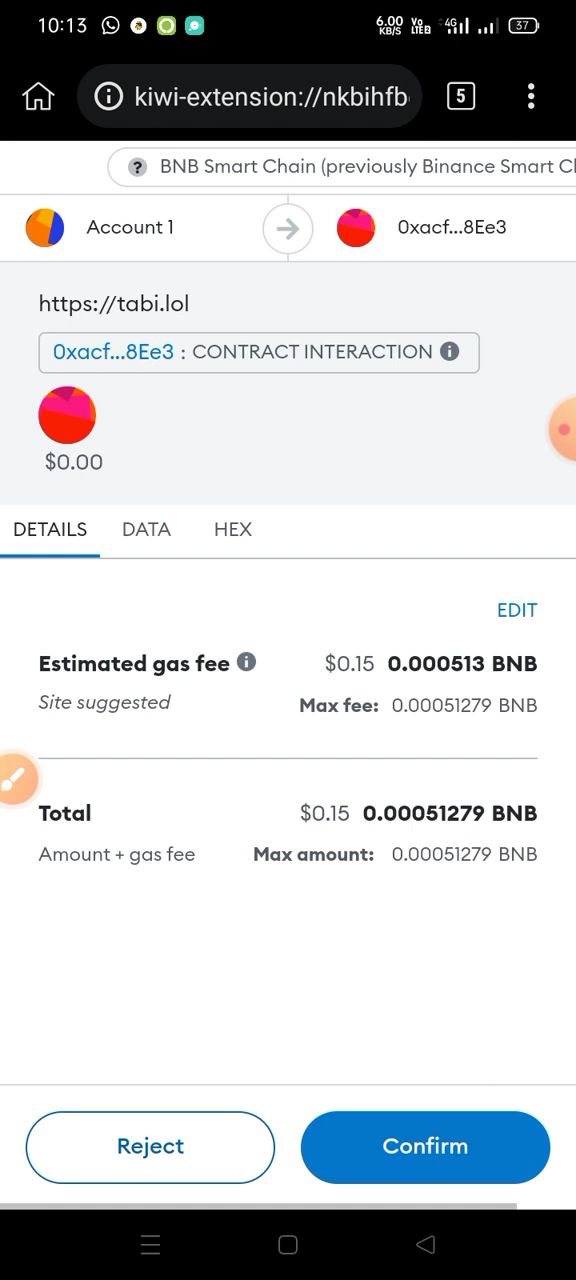 10:13
6.00 KB/S Vo LTE2 4G 37
kiwi-extension://nkbihfb
5
? BNB Smart Chain (previously Binance Smart Ch
Account 1
0xacf...8Ee3
https://tabi.lol
0xacf...8Ee3 : CONTRACT INTERACTION
$0.00
DETAILS DATA HEX
EDIT
Estimated gas fee $0.15 0.000513 BNB
Site suggested Max fee: 0.00051279 BNB
Total $0.15 0.00051279 BNB
Amount + gas fee Max amount: 0.00051279 BNB
Reject Confirm